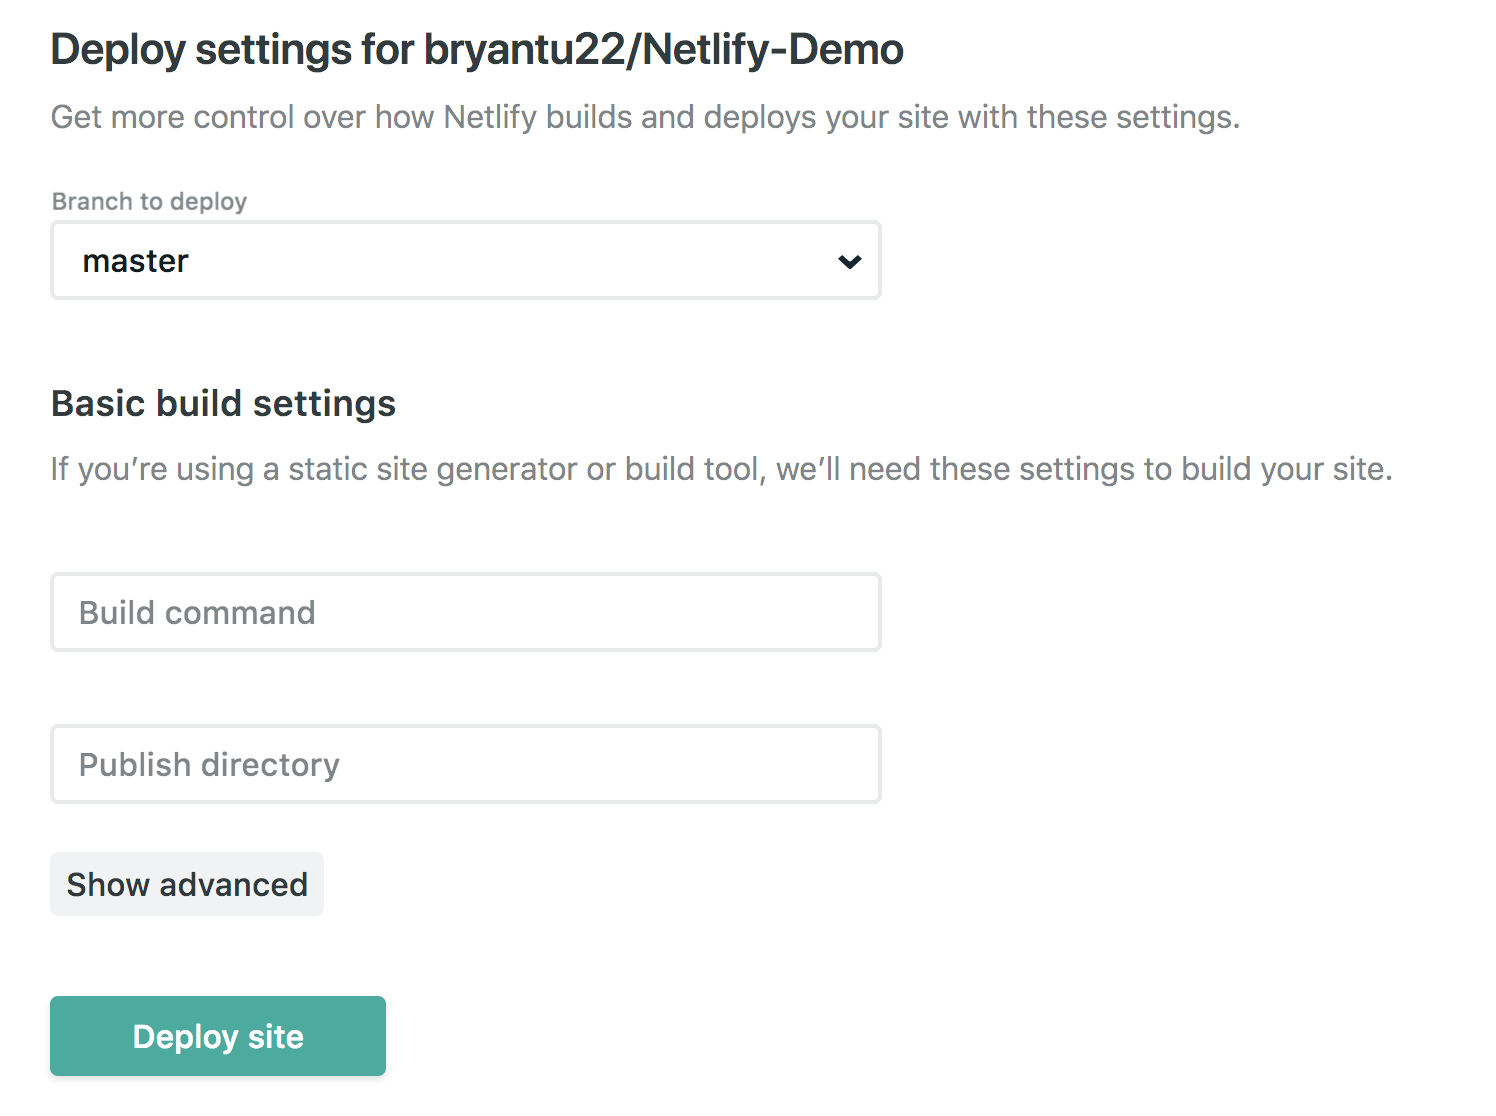 Deploy settings for bryantu22/Netlify-Demo
Get more control over how Netlify builds and deploys your site with these settings.
Branch to deploy
master
Basic build settings
If you’re using a static site generator or build tool, we’ll need these settings to build your site.
Build command
Publish directory
Show advanced
Deploy site